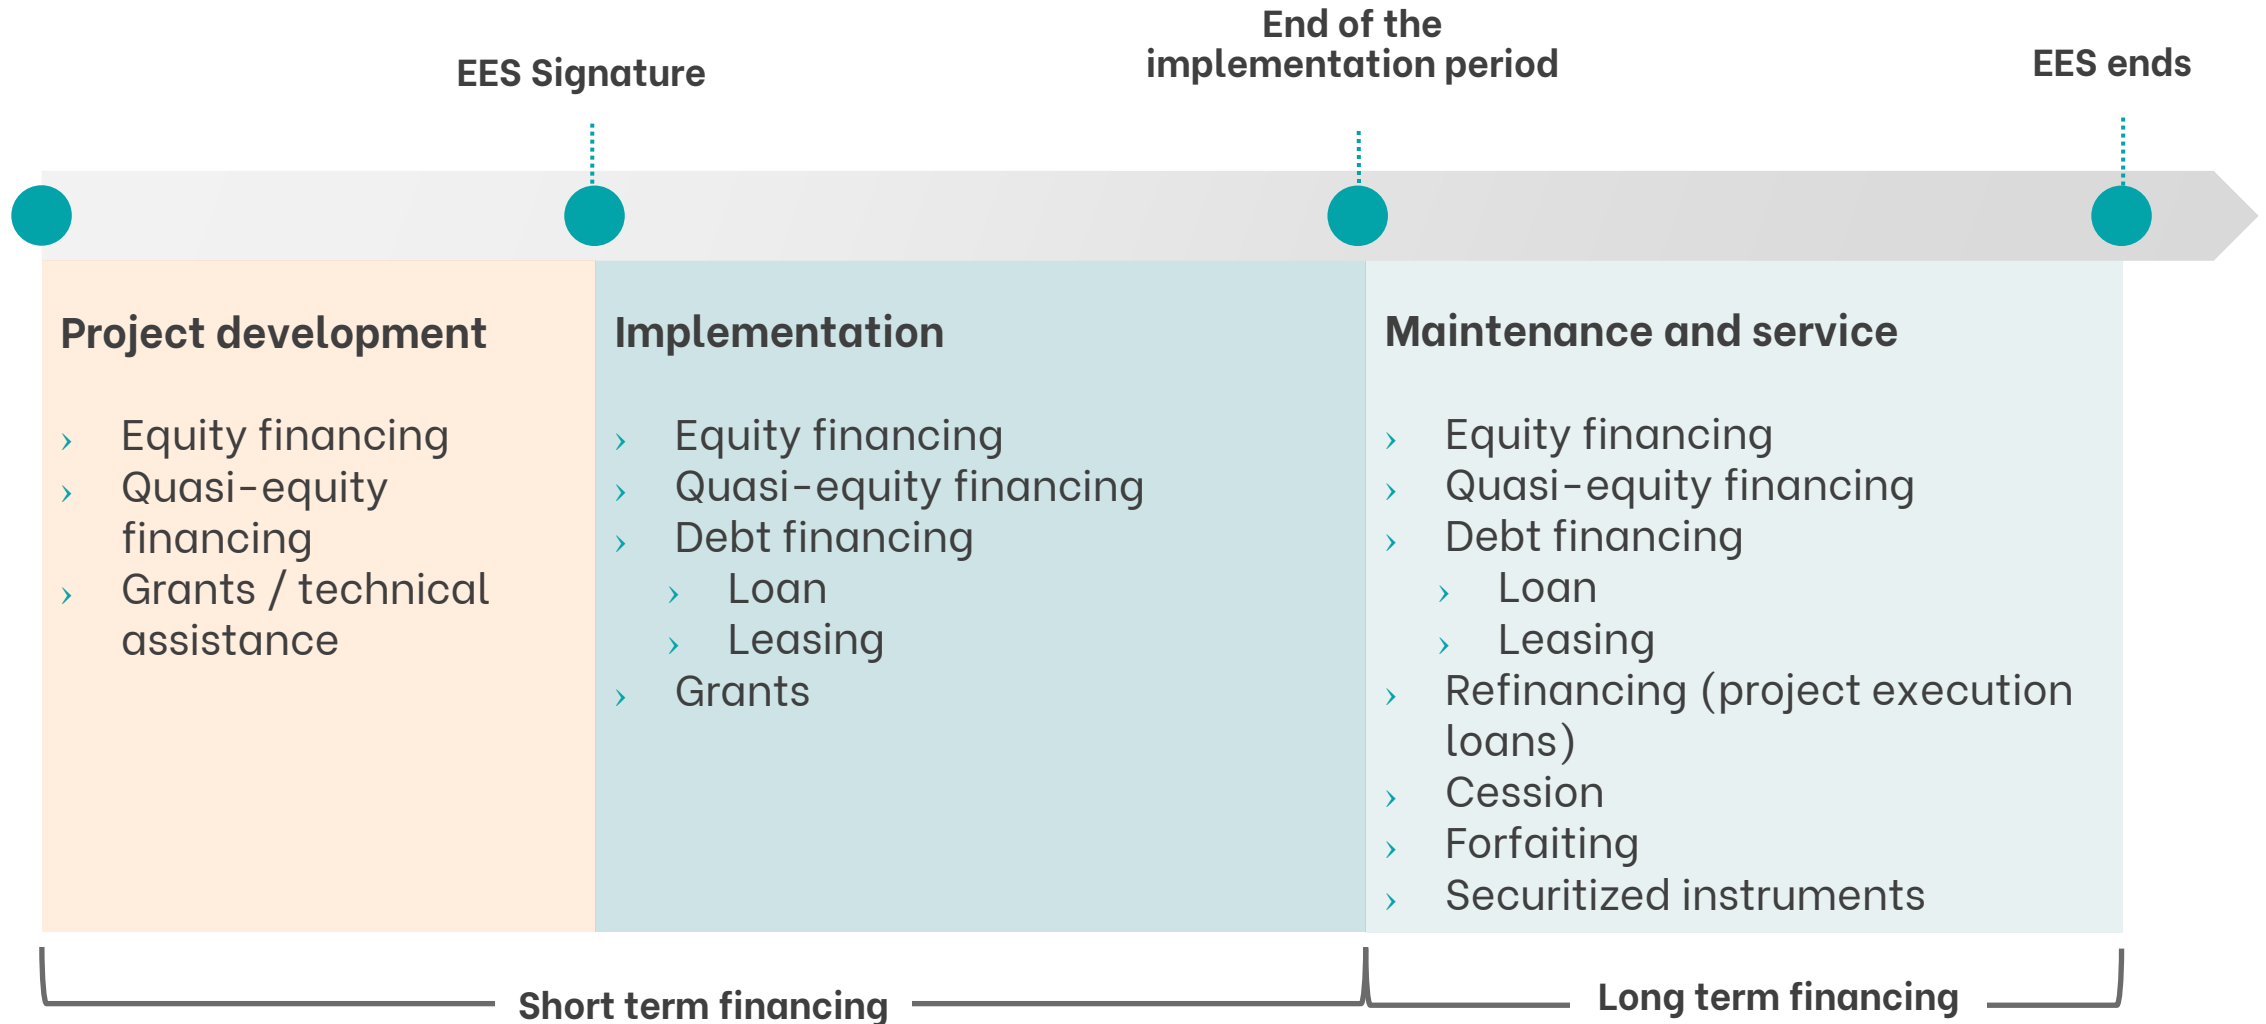 EES Signature
End of the
implementation period
EES ends
Project development
› Equity financing
› Quasi-equity
financing
› Grants / technical
assistance
Implementation
› Equity financing
› Quasi-equity financing
› Debt financing
› Loan
› Leasing
› Grants
Maintenance and service
› Equity financing
› Quasi-equity financing
› Debt financing
› Loan
› Leasing
› Refinancing (project execution
loans)
› Cession
› Forfaiting
› Securitized instruments
Short term financing
Long term financing